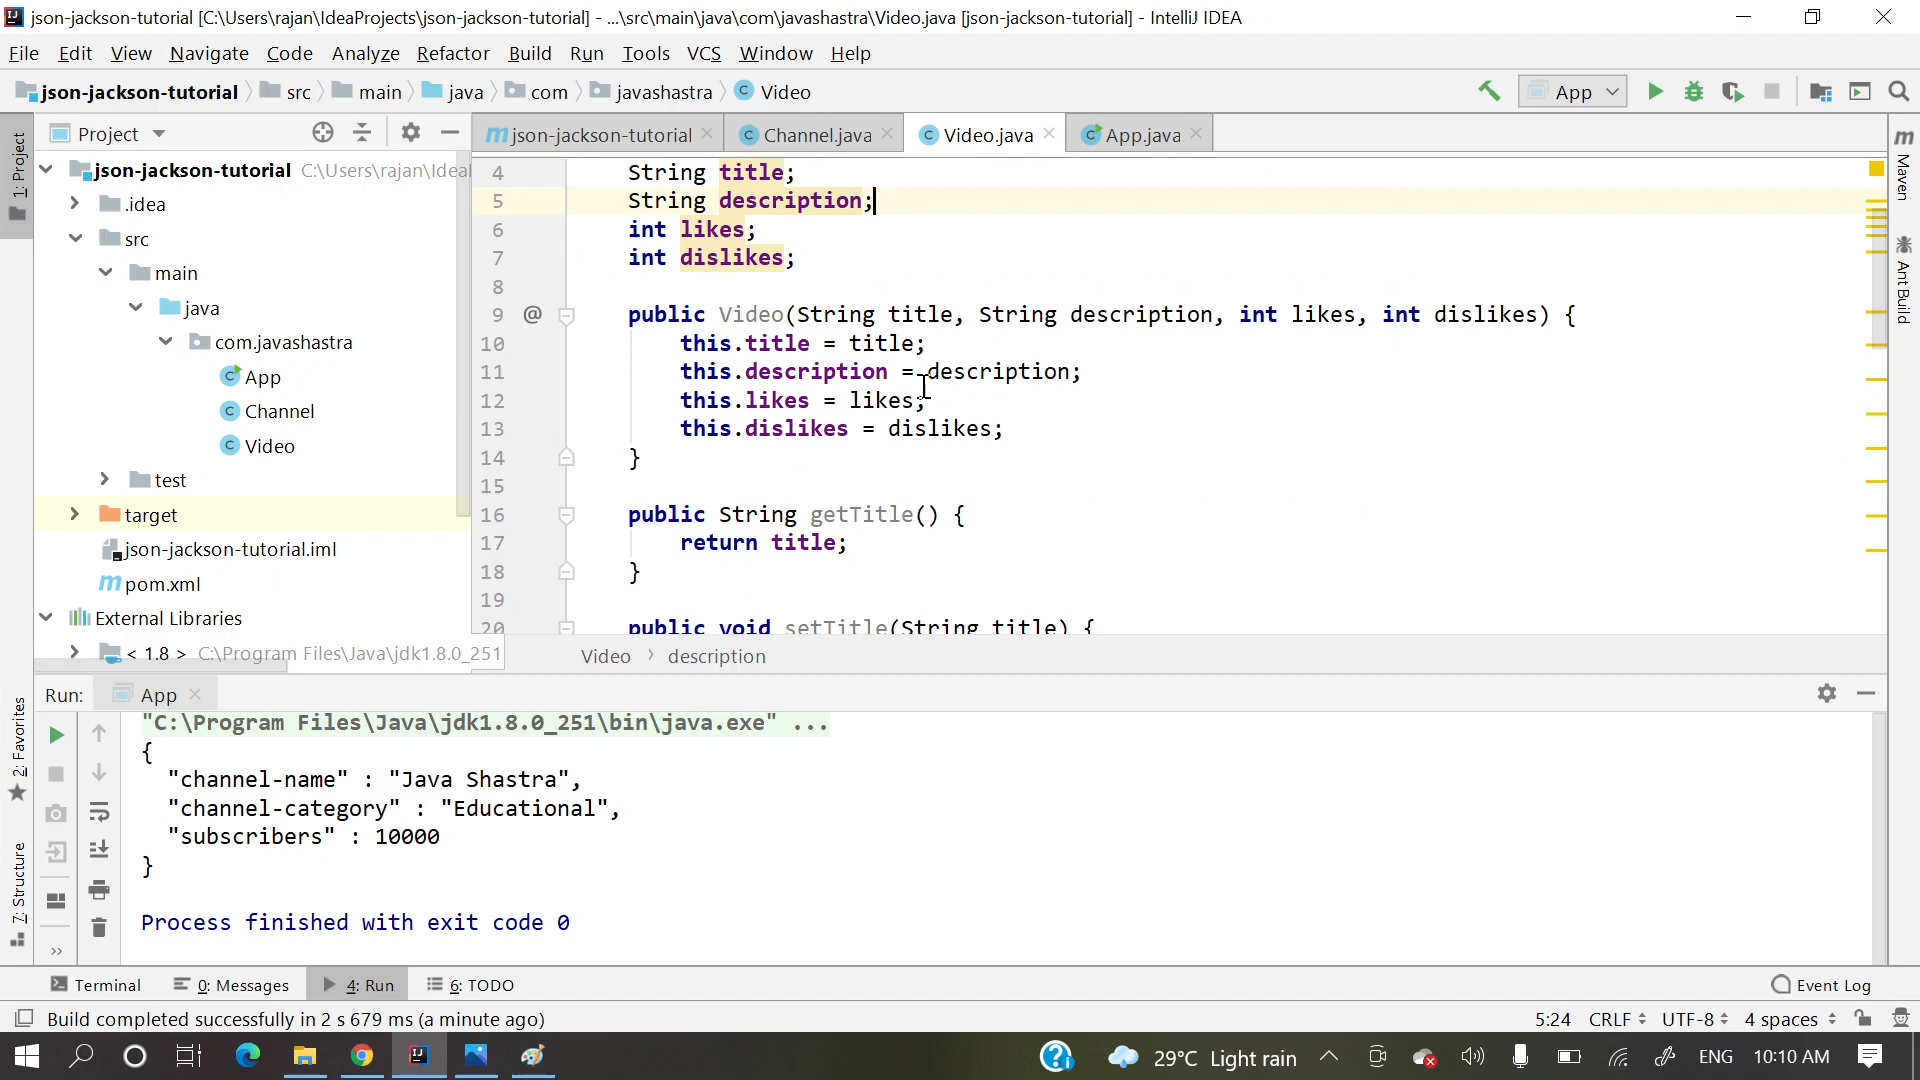 json-jackson-tutorial [C:\Users\rajan\IdeaProjects\json-jackson-tutorial] - ...\src\main\java\com\javashastra\Video.java [json-jackson-tutorial] - IntelliJ IDEA
File Edit View Navigate Code Analyze Refactor Build Run Tools VCS Window Help
json-jackson-tutorial src main java com javashastra Video App
Project
json-jackson-tutorial Channel.java Video.java App.java
1: Project
json-jackson-tutorial C:\Users\rajan\Idea
.idea
src
main
java
com.javashastra
App
Channel
Video
test
target
json-jackson-tutorial.iml
pom.xml
External Libraries
< 1.8 > C:\Program Files\Java\jdk1.8.0_251
4 String title;
5 String description;
6 int likes;
7 int dislikes;
8
9 @ public Video(String title, String description, int likes, int dislikes) {
10 this.title = title;
11 this.description = description;
12 this.likes = likes;
13 this.dislikes = dislikes;
14 }
15
16 public String getTitle() {
17 return title;
18 }
19
20 public void setTitle(String title) {
Video › description
Maven
Ant Build
Run: App
2: Favorites
7: Structure
"C:\Program Files\Java\jdk1.8.0_251\bin\java.exe" ...
{
"channel-name" : "Java Shastra",
"channel-category" : "Educational",
"subscribers" : 10000
}
Process finished with exit code 0
Terminal 0: Messages 4: Run 6: TODO Event Log
Build completed successfully in 2 s 679 ms (a minute ago) 5:24 CRLF UTF-8 4 spaces
29°C Light rain ENG 10:10 AM